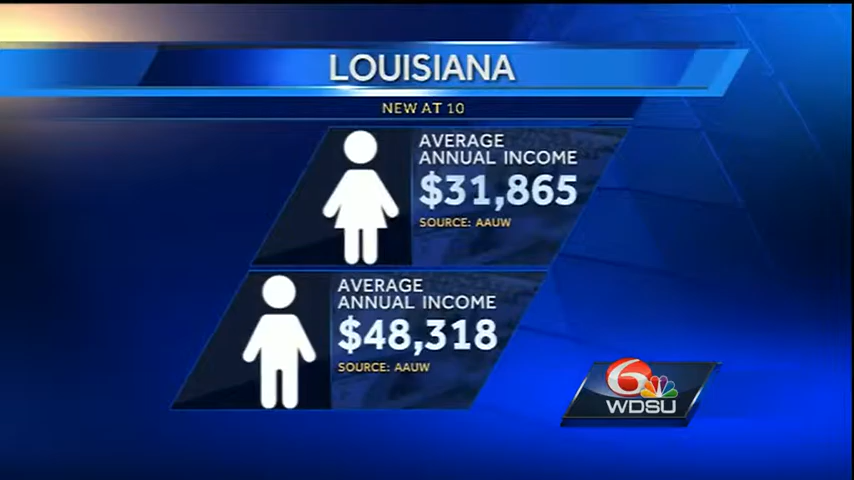 LOUISIANA
NEW AT 10
AVERAGE
ANNUAL INCOME
$31,865
SOURCE: AAUW
AVERAGE
ANNUAL INCOME
$48,318
SOURCE: AAUW
6
WDSU